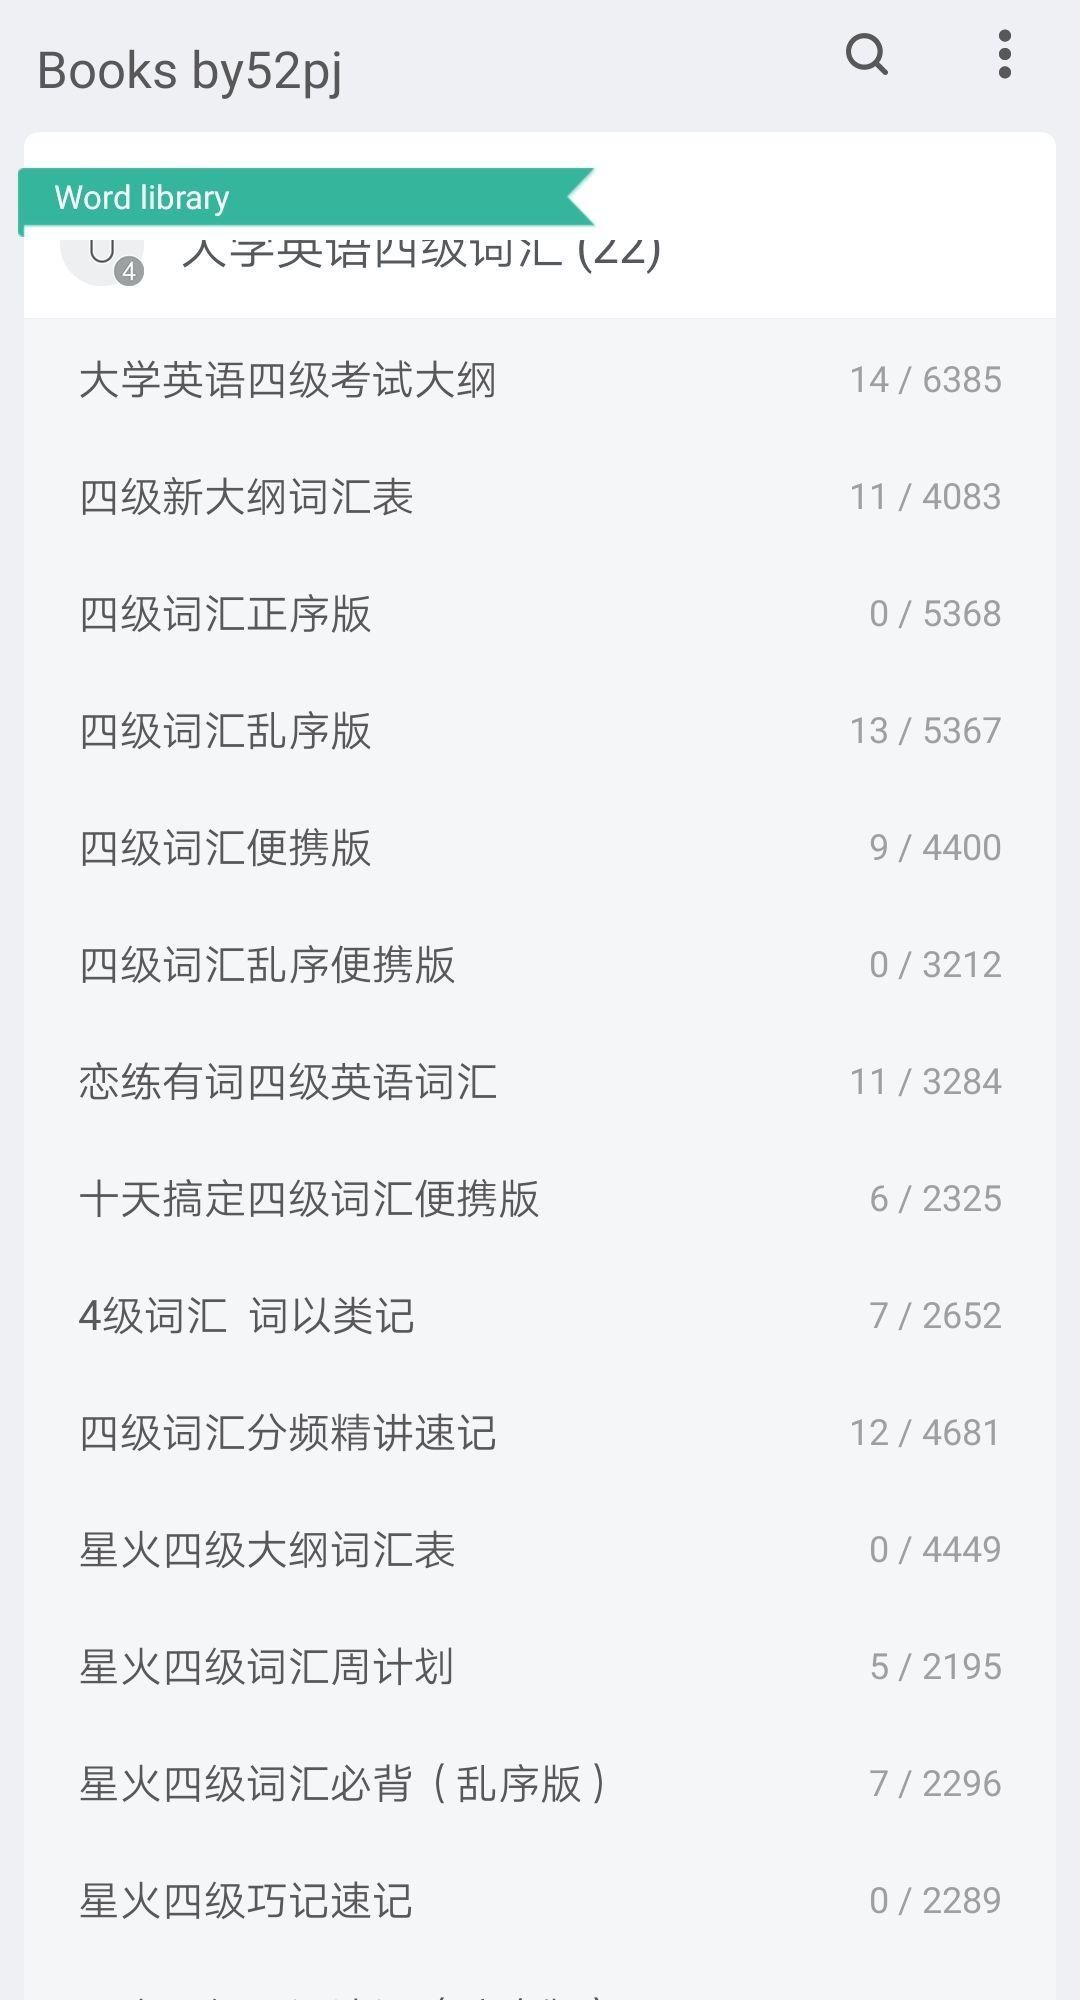 Books by52pj
Word library
4
大学英语四级词汇 (22)
大学英语四级考试大纲 14 / 6385
四级新大纲词汇表 11 / 4083
四级词汇正序版 0 / 5368
四级词汇乱序版 13 / 5367
四级词汇便携版 9 / 4400
四级词汇乱序便携版 0 / 3212
恋练有词四级英语词汇 11 / 3284
十天搞定四级词汇便携版 6 / 2325
4级词汇  词以类记 7 / 2652
四级词汇分频精讲速记 12 / 4681
星火四级大纲词汇表 0 / 4449
星火四级词汇周计划 5 / 2195
星火四级词汇必背（乱序版） 7 / 2296
星火四级巧记速记 0 / 2289